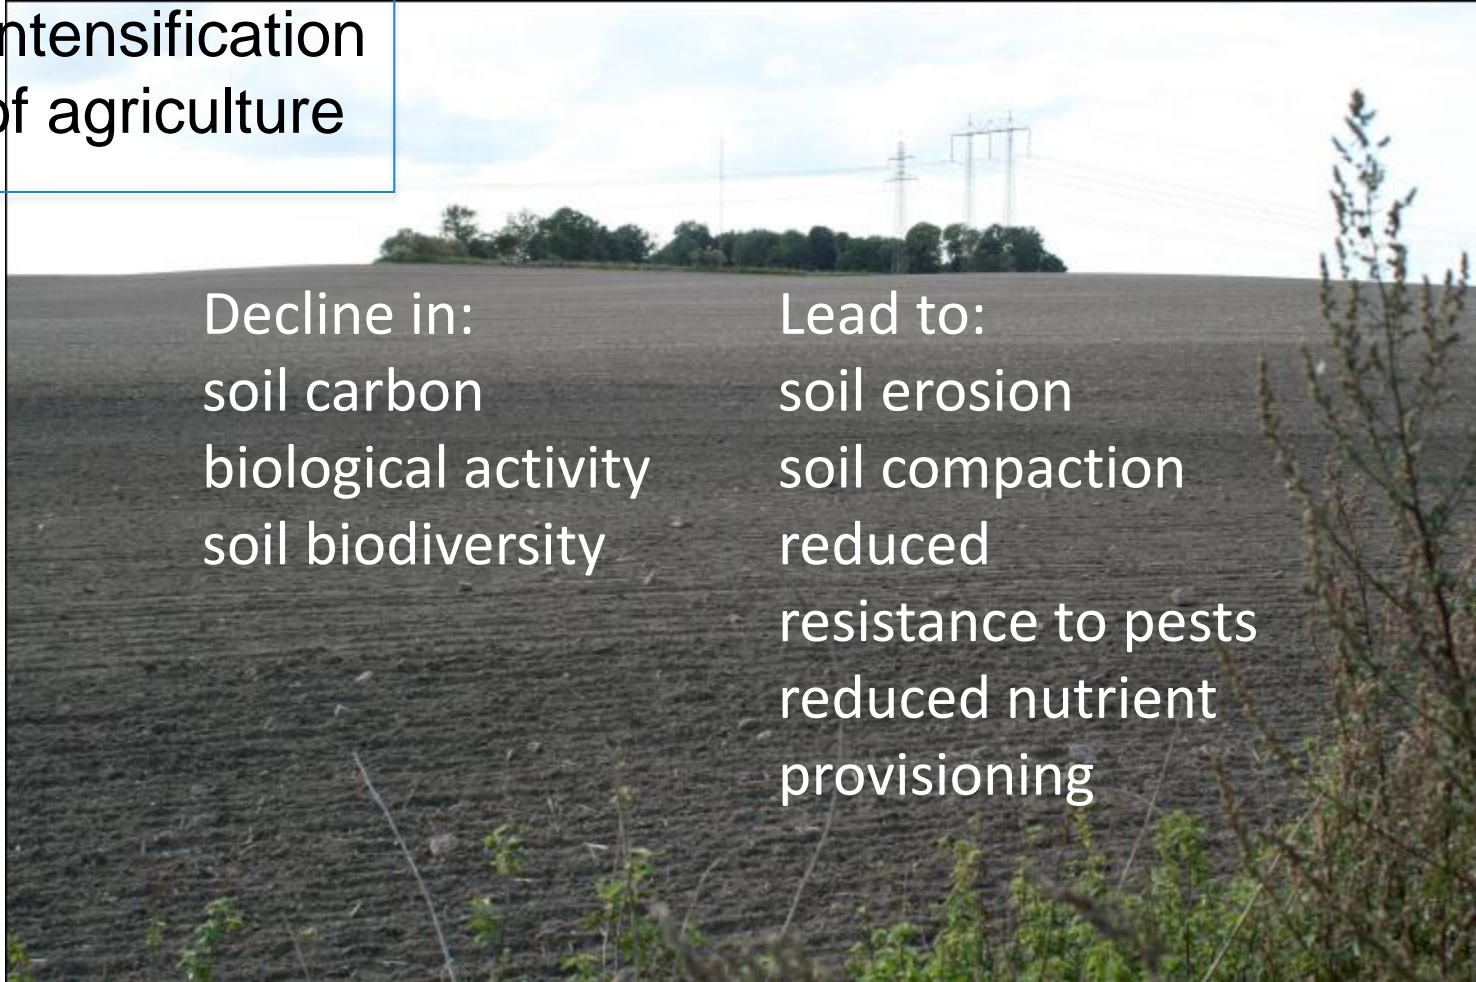 ntensification
of agriculture
Decline in:
soil carbon
biological activity
soil biodiversity
Lead to:
soil erosion
soil compaction
reduced
resistance to pests
reduced nutrient
provisioning